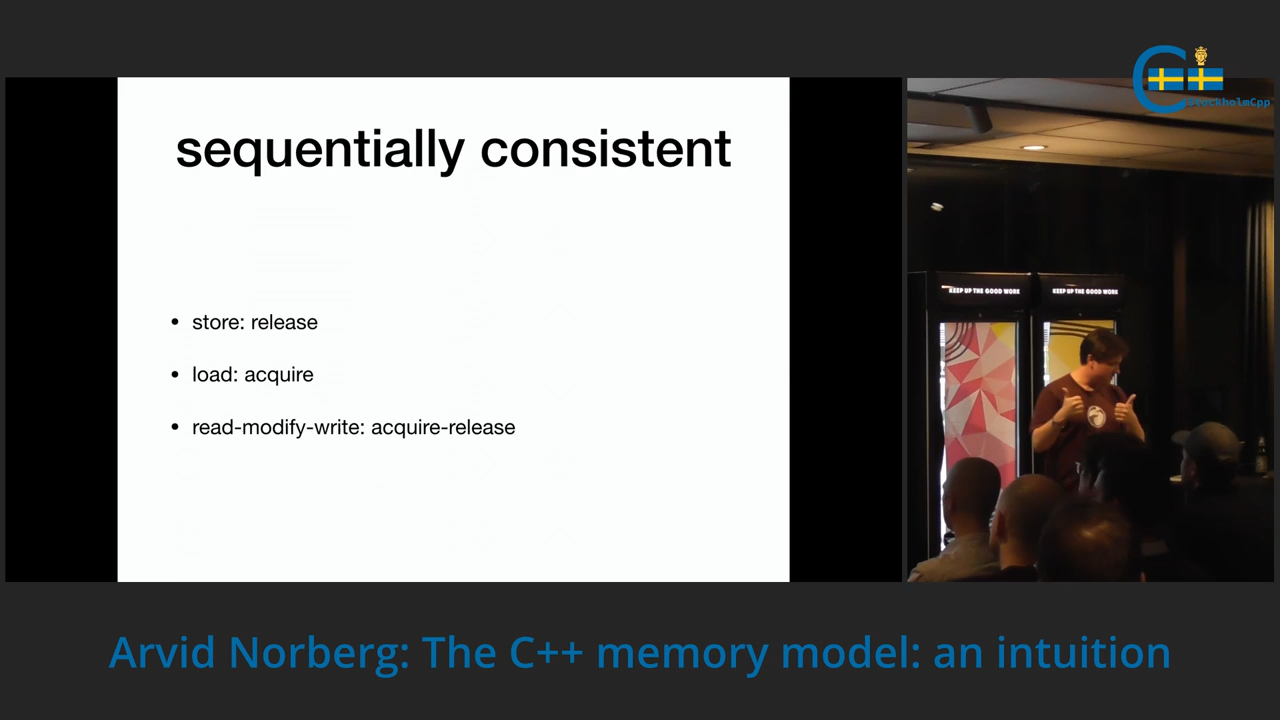 StockholmCpp
sequentially consistent
KEEP UP THE GOOD WORK
KEEP UP THE GOOD WORK
• store: release
• load: acquire
• read-modify-write: acquire-release
Arvid Norberg: The C++ memory model: an intuition